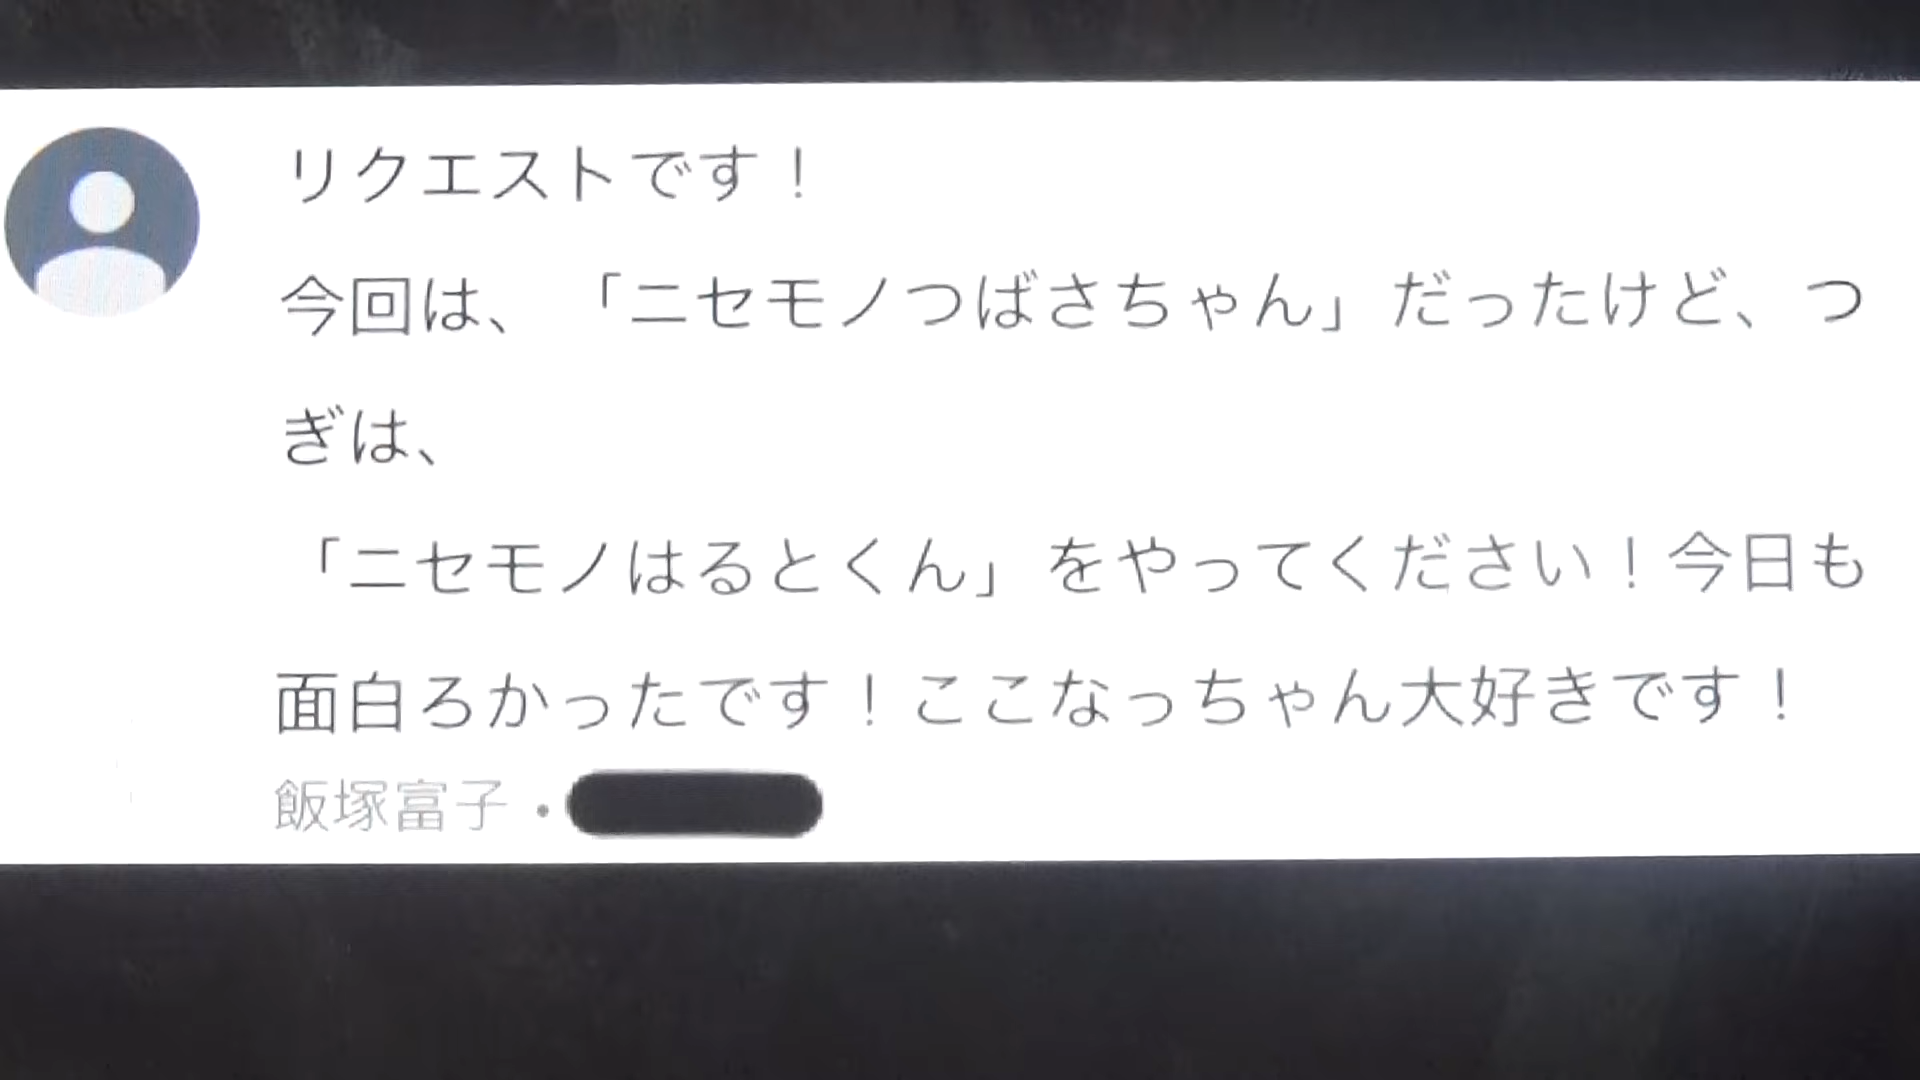 リクエストです！
今回は、「ニセモノつばさちゃん」だったけど、つ
ぎは、
「ニセモノはるとくん」をやってください！今日も
面白ろかったです！ここなっちゃん大好きです！
飯塚富子・